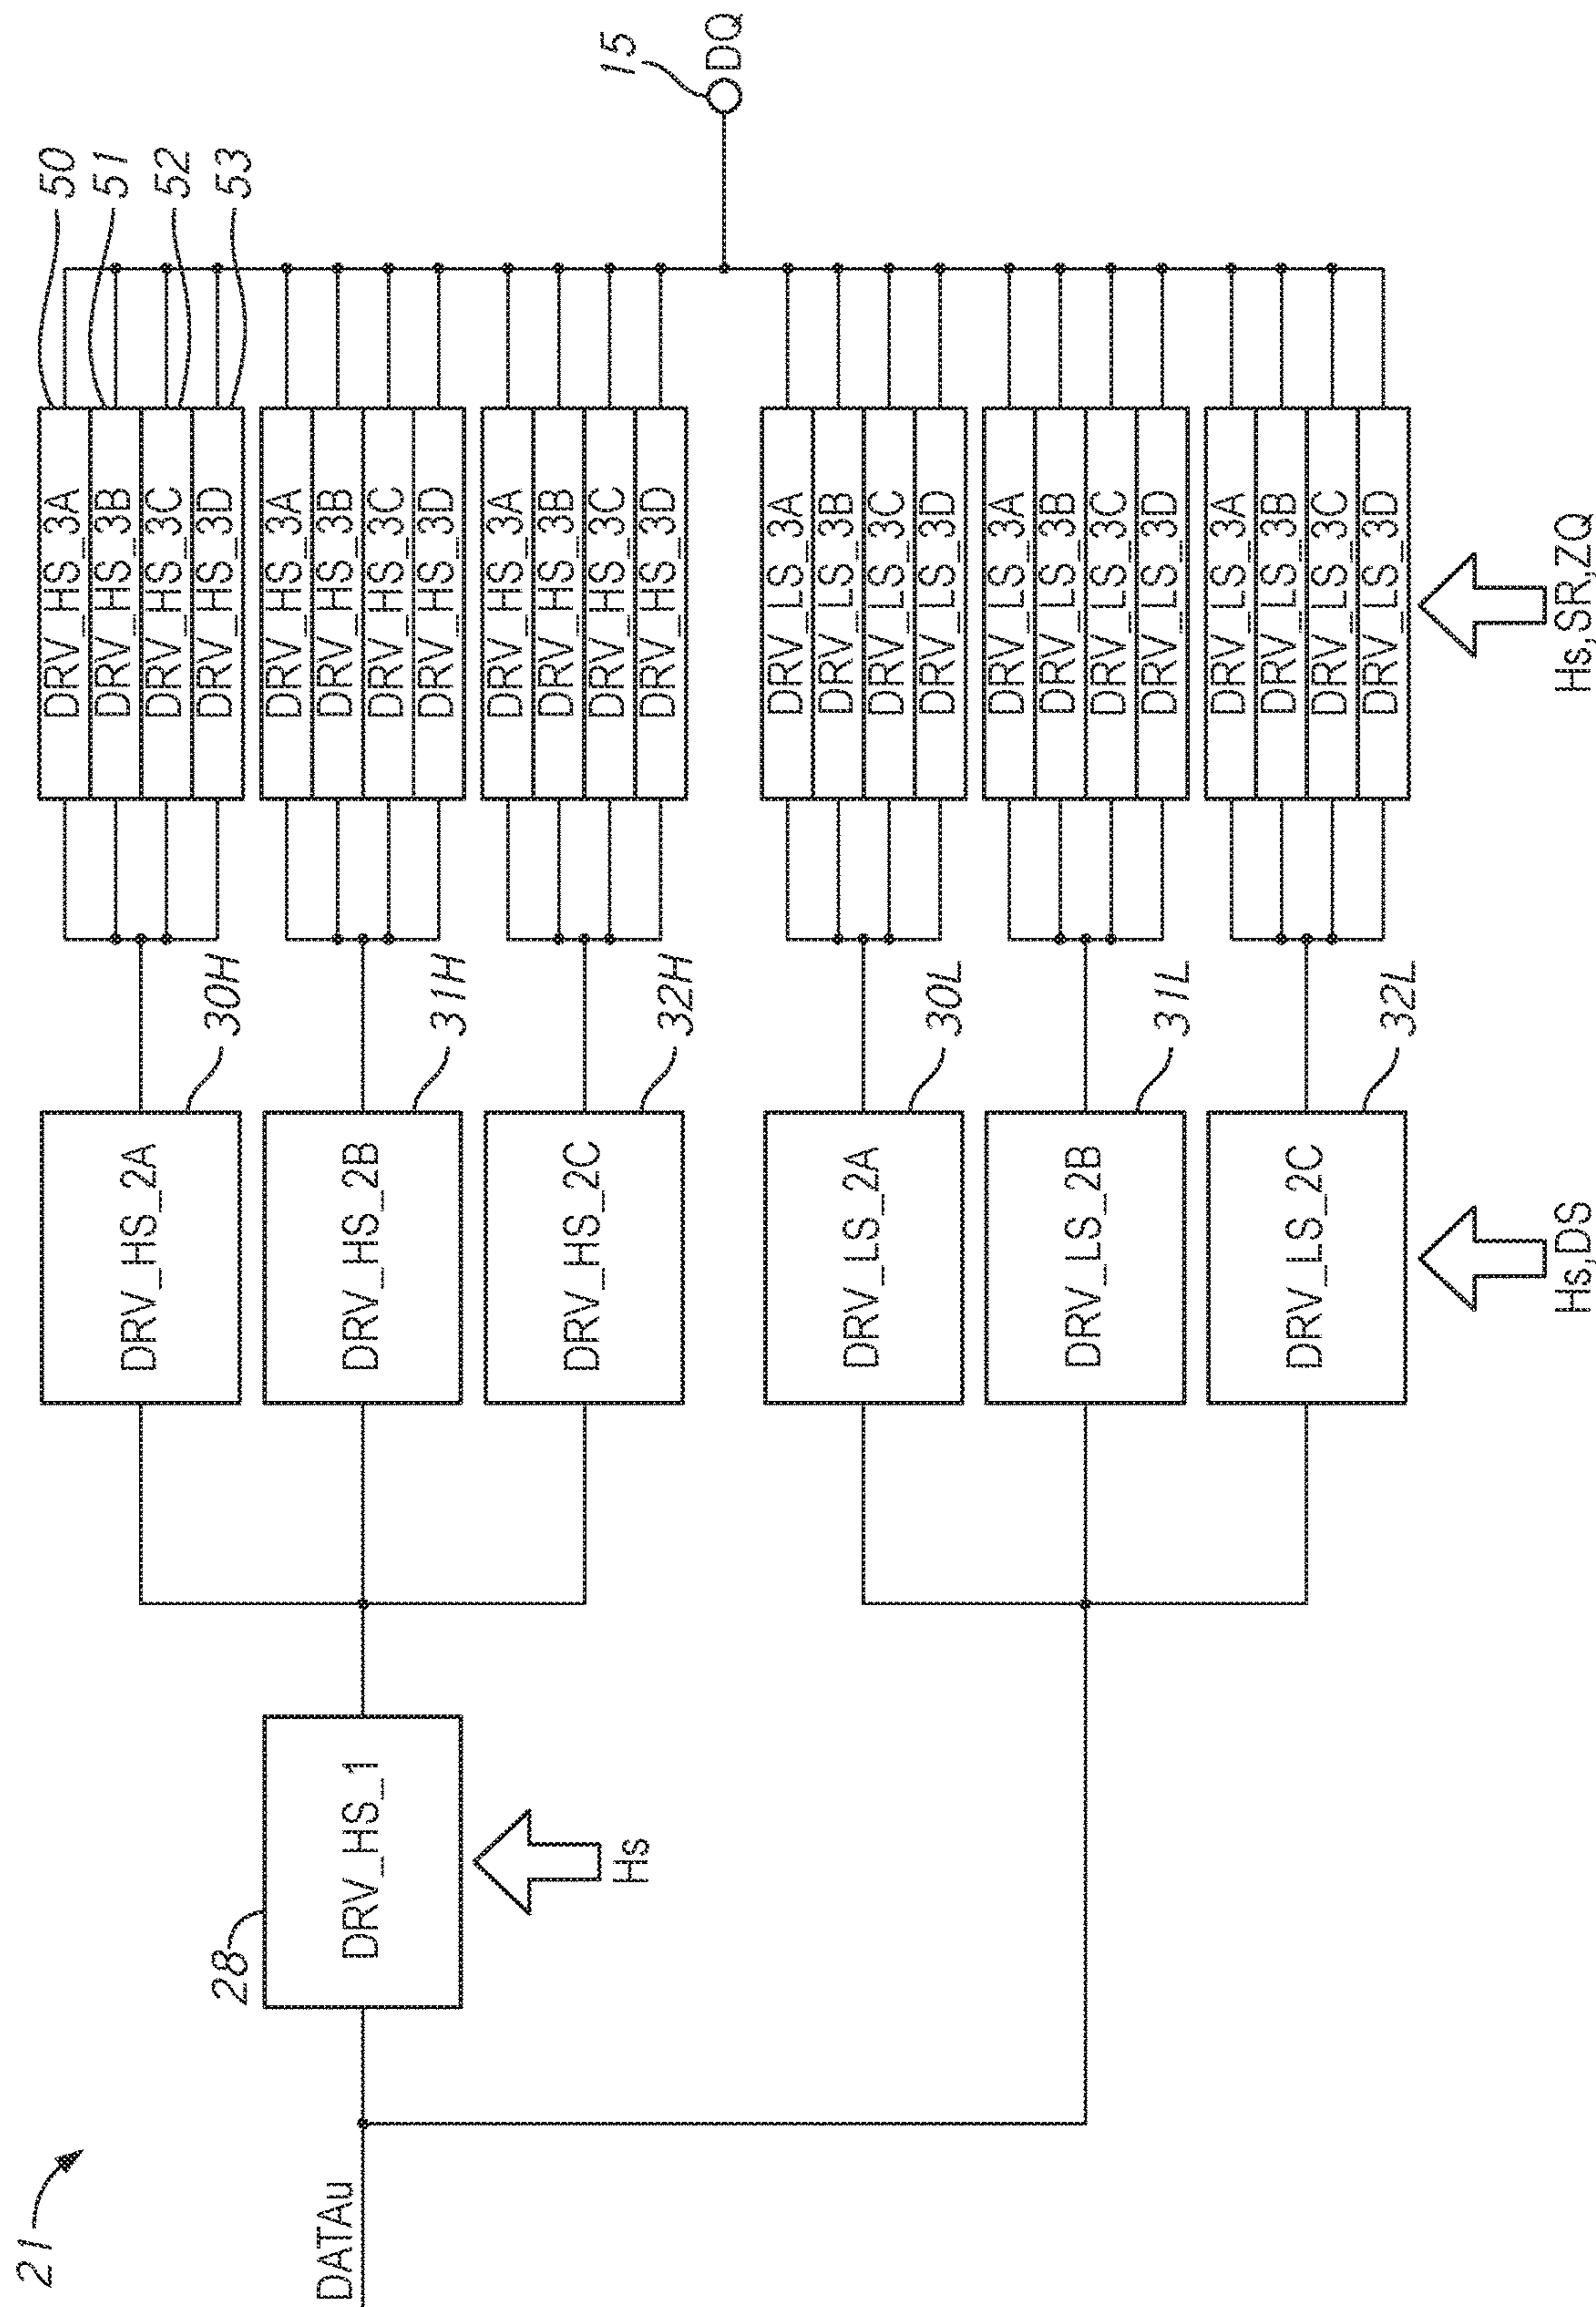 21
DATAu
28
DRV_HS_1
Hs
DRV_HS_2A
30H
DRV_HS_2B
31H
DRV_HS_2C
32H
DRV_LS_2A
30L
DRV_LS_2B
31L
DRV_LS_2C
32L
Hs,DS
DRV_HS_3A
50
DRV_HS_3B
51
DRV_HS_3C
52
DRV_HS_3D
53
DRV_HS_3A
DRV_HS_3B
DRV_HS_3C
DRV_HS_3D
DRV_HS_3A
DRV_HS_3B
DRV_HS_3C
DRV_HS_3D
DRV_LS_3A
DRV_LS_3B
DRV_LS_3C
DRV_LS_3D
DRV_LS_3A
DRV_LS_3B
DRV_LS_3C
DRV_LS_3D
DRV_LS_3A
DRV_LS_3B
DRV_LS_3C
DRV_LS_3D
Hs,SR,ZQ
15
DQ